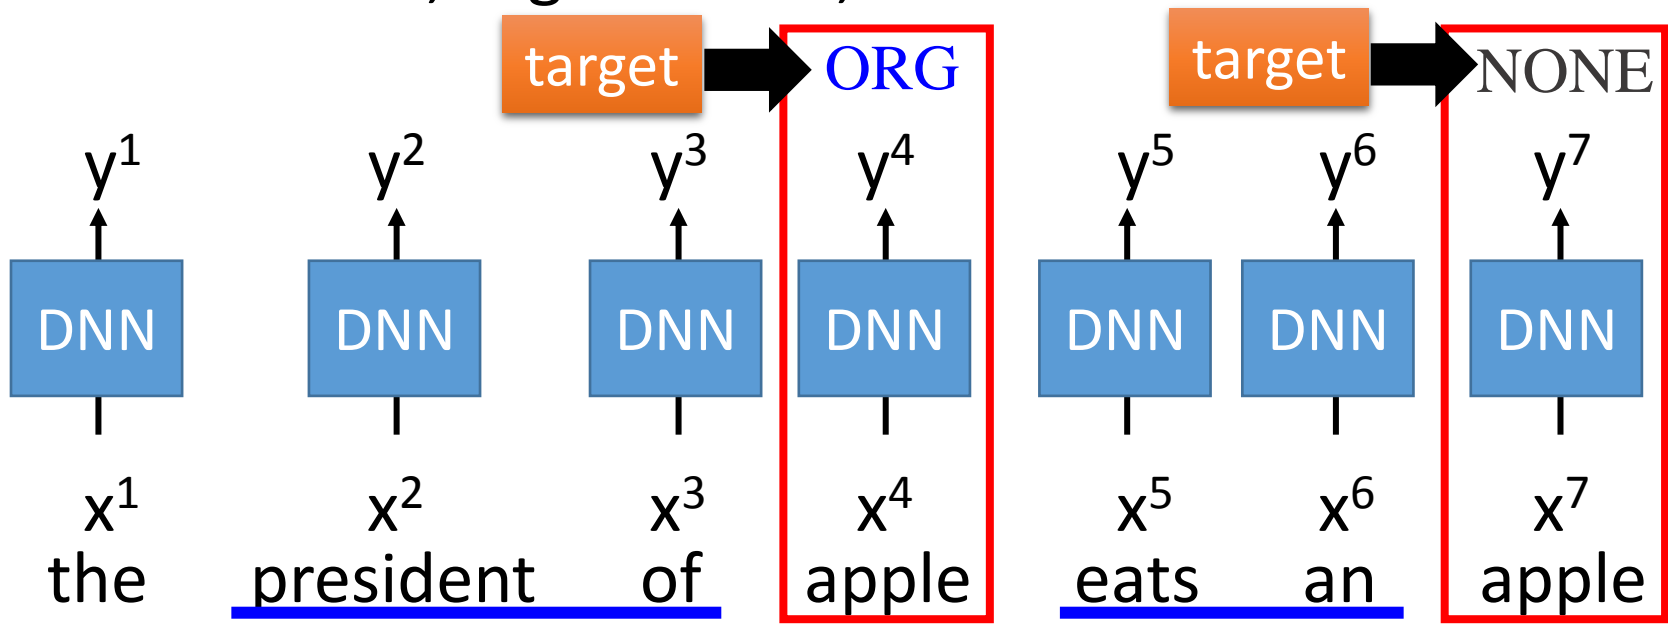 target ORG target NONE
y1 y2 y3 y4 y5 y6 y7
DNN DNN DNN DNN DNN DNN DNN
x1 x2 x3 x4 x5 x6 x7
the president of apple eats an apple